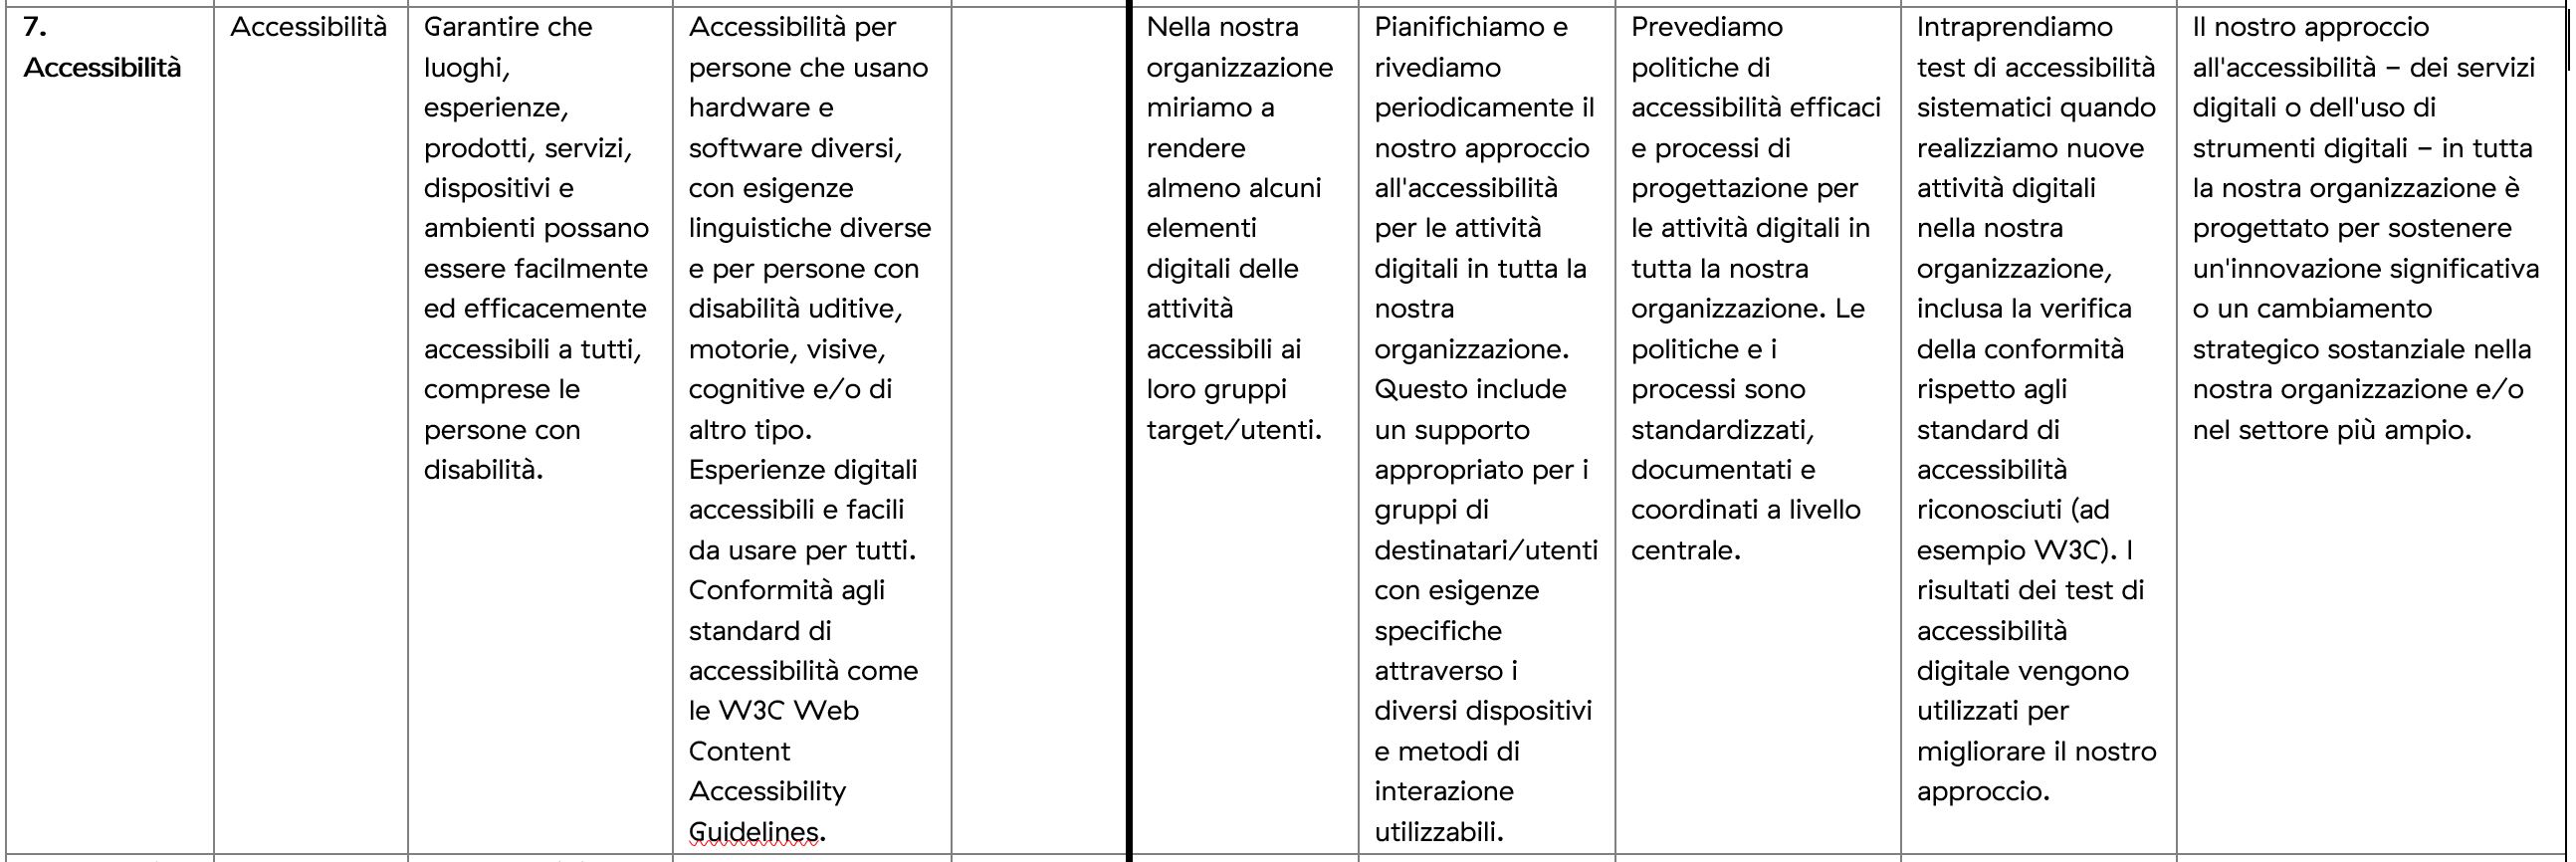 7.
Accessibilità
Accessibilità
Garantire che
luoghi,
esperienze,
prodotti, servizi,
dispositivi e
ambienti possano
essere facilmente
ed efficacemente
accessibili a tutti,
comprese le
persone con
disabilità.
Accessibilità per
persone che usano
hardware e
software diversi,
con esigenze
linguistiche diverse
e per persone con
disabilità uditive,
motorie, visive,
cognitive e/o di
altro tipo.
Esperienze digitali
accessibili e facili
da usare per tutti.
Conformità agli
standard di
accessibilità come
le W3C Web
Content
Accessibility
Guidelines.
Nella nostra
organizzazione
miriamo a
rendere
almeno alcuni
elementi
digitali delle
attività
accessibili ai
loro gruppi
target/utenti.
Pianifichiamo e
rivediamo
periodicamente il
nostro approccio
all'accessibilità
per le attività
digitali in tutta la
nostra
organizzazione.
Questo include
un supporto
appropriato per i
gruppi di
destinatari/utenti
con esigenze
specifiche
attraverso i
diversi dispositivi
e metodi di
interazione
utilizzabili.
Prevediamo
politiche di
accessibilità efficaci
e processi di
progettazione per
le attività digitali in
tutta la nostra
organizzazione. Le
politiche e i
processi sono
standardizzati,
documentati e
coordinati a livello
centrale.
Intraprendiamo
test di accessibilità
sistematici quando
realizziamo nuove
attività digitali
nella nostra
organizzazione,
inclusa la verifica
della conformità
rispetto agli
standard di
accessibilità
riconosciuti (ad
esempio W3C). I
risultati dei test di
accessibilità
digitale vengono
utilizzati per
migliorare il nostro
approccio.
Il nostro approccio
all'accessibilità – dei servizi
digitali o dell'uso di
strumenti digitali – in tutta
la nostra organizzazione è
progettato per sostenere
un'innovazione significativa
o un cambiamento
strategico sostanziale nella
nostra organizzazione e/o
nel settore più ampio.